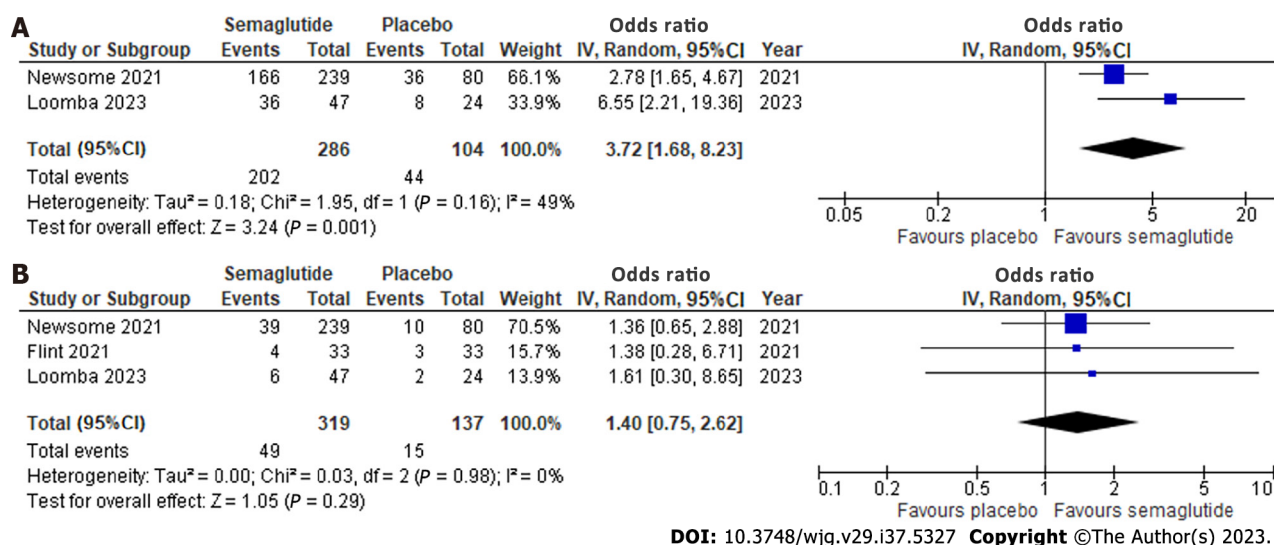 A
Semaglutide Placebo Odds ratio Odds ratio
Study or Subgroup Events Total Events Total Weight IV, Random, 95%CI Year IV, Random, 95%CI
Newsome 2021 166 239 36 80 66.1% 2.78 [1.65, 4.67] 2021
Loomba 2023 36 47 8 24 33.9% 6.55 [2.21, 19.36] 2023
Total (95%CI) 286 104 100.0% 3.72 [1.68, 8.23]
Total events 202 44
Heterogeneity: Tau² = 0.18; Chi² = 1.95, df = 1 (P = 0.16); I² = 49%
Test for overall effect: Z = 3.24 (P = 0.001)
0.05 0.2 1 5 20
Favours placebo Favours semaglutide
B
Semaglutide Placebo Odds ratio Odds ratio
Study or Subgroup Events Total Events Total Weight IV, Random, 95%CI Year IV, Random, 95%CI
Newsome 2021 39 239 10 80 70.5% 1.36 [0.65, 2.88] 2021
Flint 2021 4 33 3 33 15.7% 1.38 [0.28, 6.71] 2021
Loomba 2023 6 47 2 24 13.9% 1.61 [0.30, 8.65] 2023
Total (95%CI) 319 137 100.0% 1.40 [0.75, 2.62]
Total events 49 15
Heterogeneity: Tau² = 0.00; Chi² = 0.03, df = 2 (P = 0.98); I² = 0%
Test for overall effect: Z = 1.05 (P = 0.29)
0.1 0.2 0.5 1 2 5 10
Favours placebo Favours semaglutide
DOI: 10.3748/wjg.v29.i37.5327 Copyright ©The Author(s) 2023.